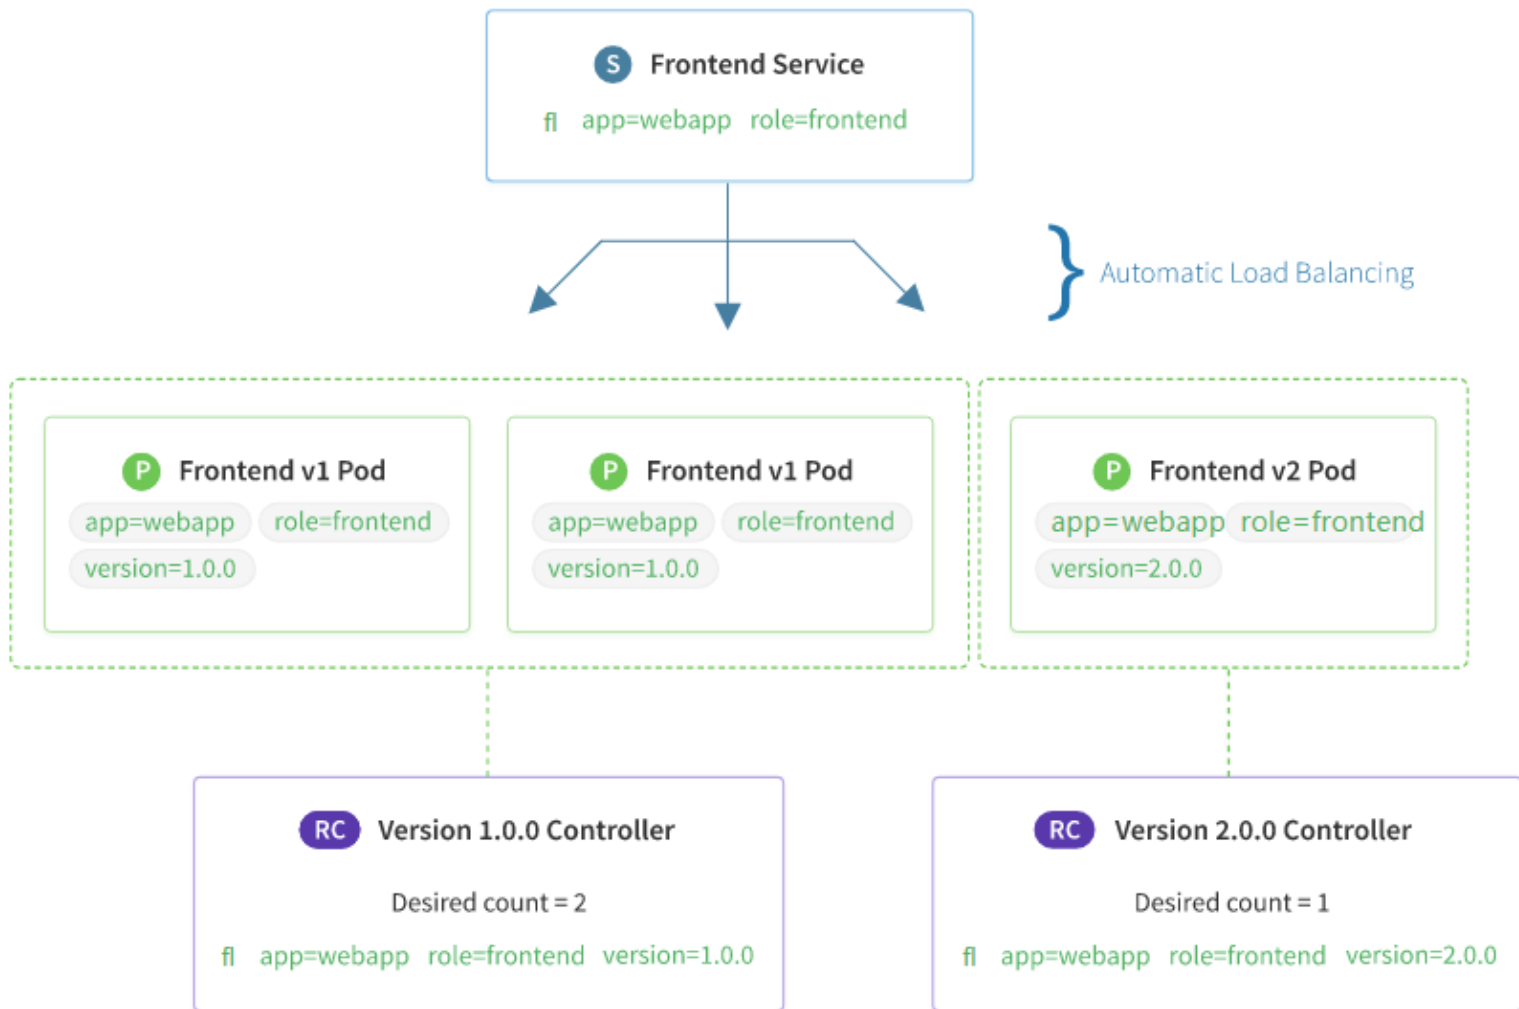 S Frontend Service
ﬂ app=webapp role=frontend
} Automatic Load Balancing
P Frontend v1 Pod
app=webapp role=frontend
version=1.0.0
P Frontend v1 Pod
app=webapp role=frontend
version=1.0.0
P Frontend v2 Pod
app=webapp role=frontend
version=2.0.0
RC Version 1.0.0 Controller
Desired count = 2
ﬂ app=webapp role=frontend version=1.0.0
RC Version 2.0.0 Controller
Desired count = 1
ﬂ app=webapp role=frontend version=2.0.0